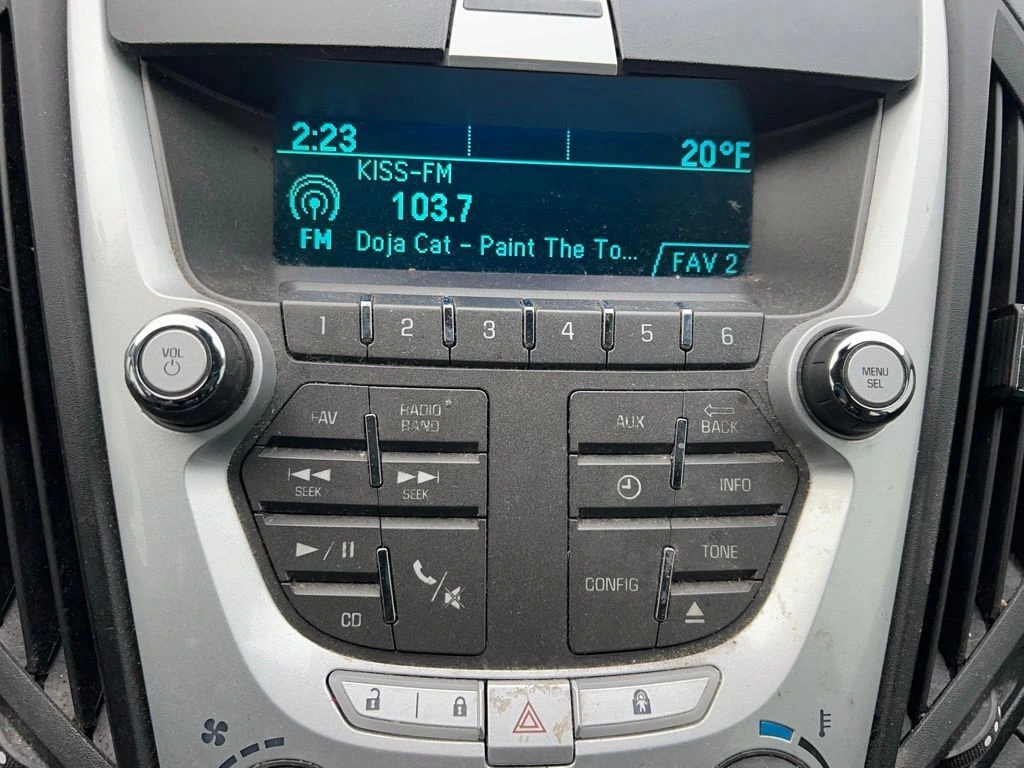 2:23 20°F
KISS-FM
103.7
FM Doja Cat - Paint The To... FAV 2
1 2 3 4 5 6
VOL
MENU
SEL
FAV RADIO BAND AUX BACK
SEEK SEEK INFO
TONE
CONFIG
CD